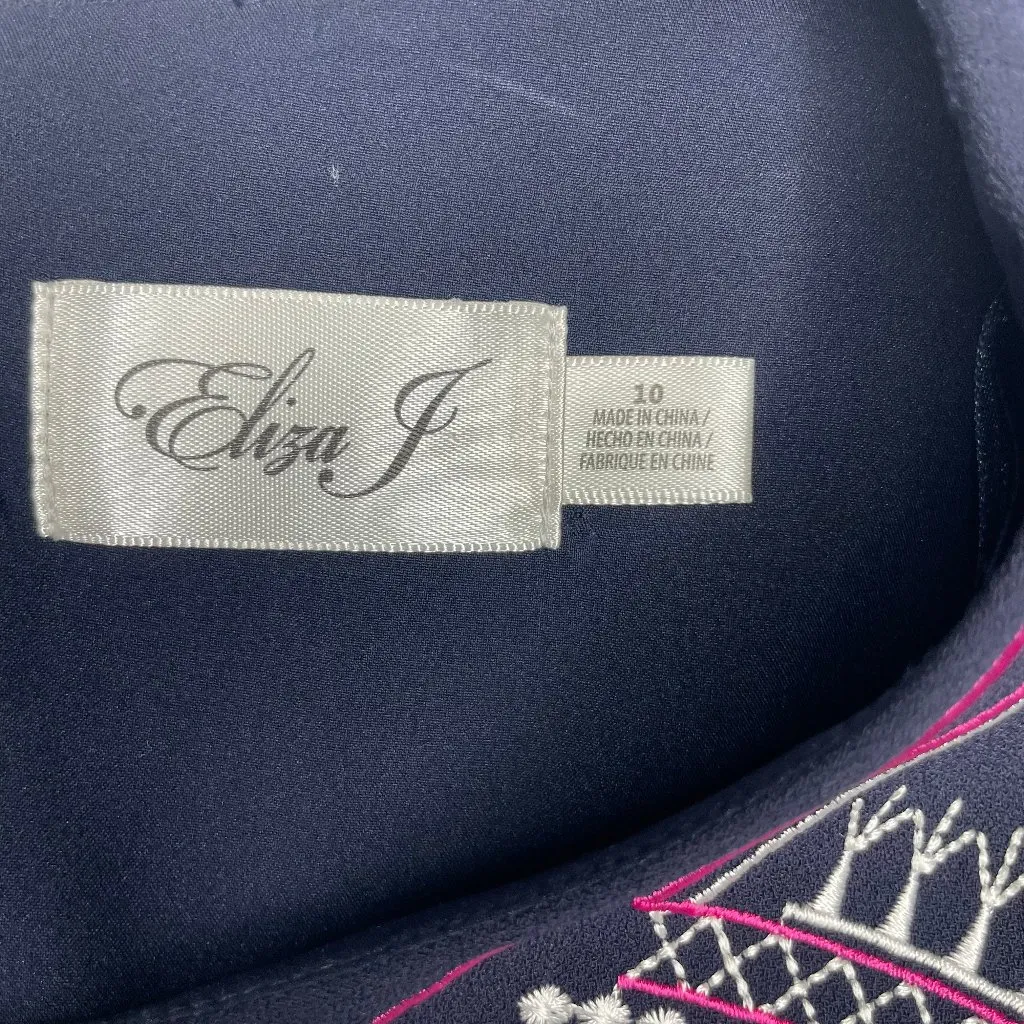 Eliza J
10
MADE IN CHINA /
HECHO EN CHINA /
FABRIQUE EN CHINE